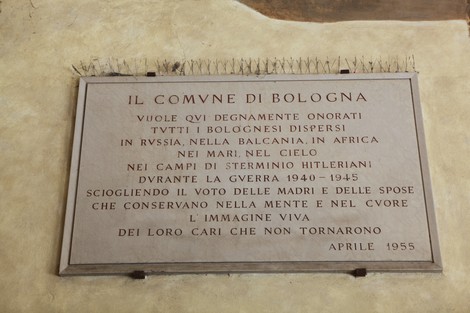 IL COMVNE DI BOLOGNA
VUOLE QVI DEGNAMENTE ONORATI
TVTTI I BOLOGNESI DISPERSI
IN RVSSIA, NELLA BALCANIA, IN AFRICA
NEI MARI, NEL CIELO
NEI CAMPI DI STERMINIO HITLERIANI
DVRANTE LA GVERRA 1940-1945
SCIOGLIENDO IL VOTO DELLE MADRI E DELLE SPOSE
CHE CONSERVANO NELLA MENTE E NEL CVORE
L'IMMAGINE VIVA
DEI LORO CARI CHE NON TORNARONO
APRILE 1955